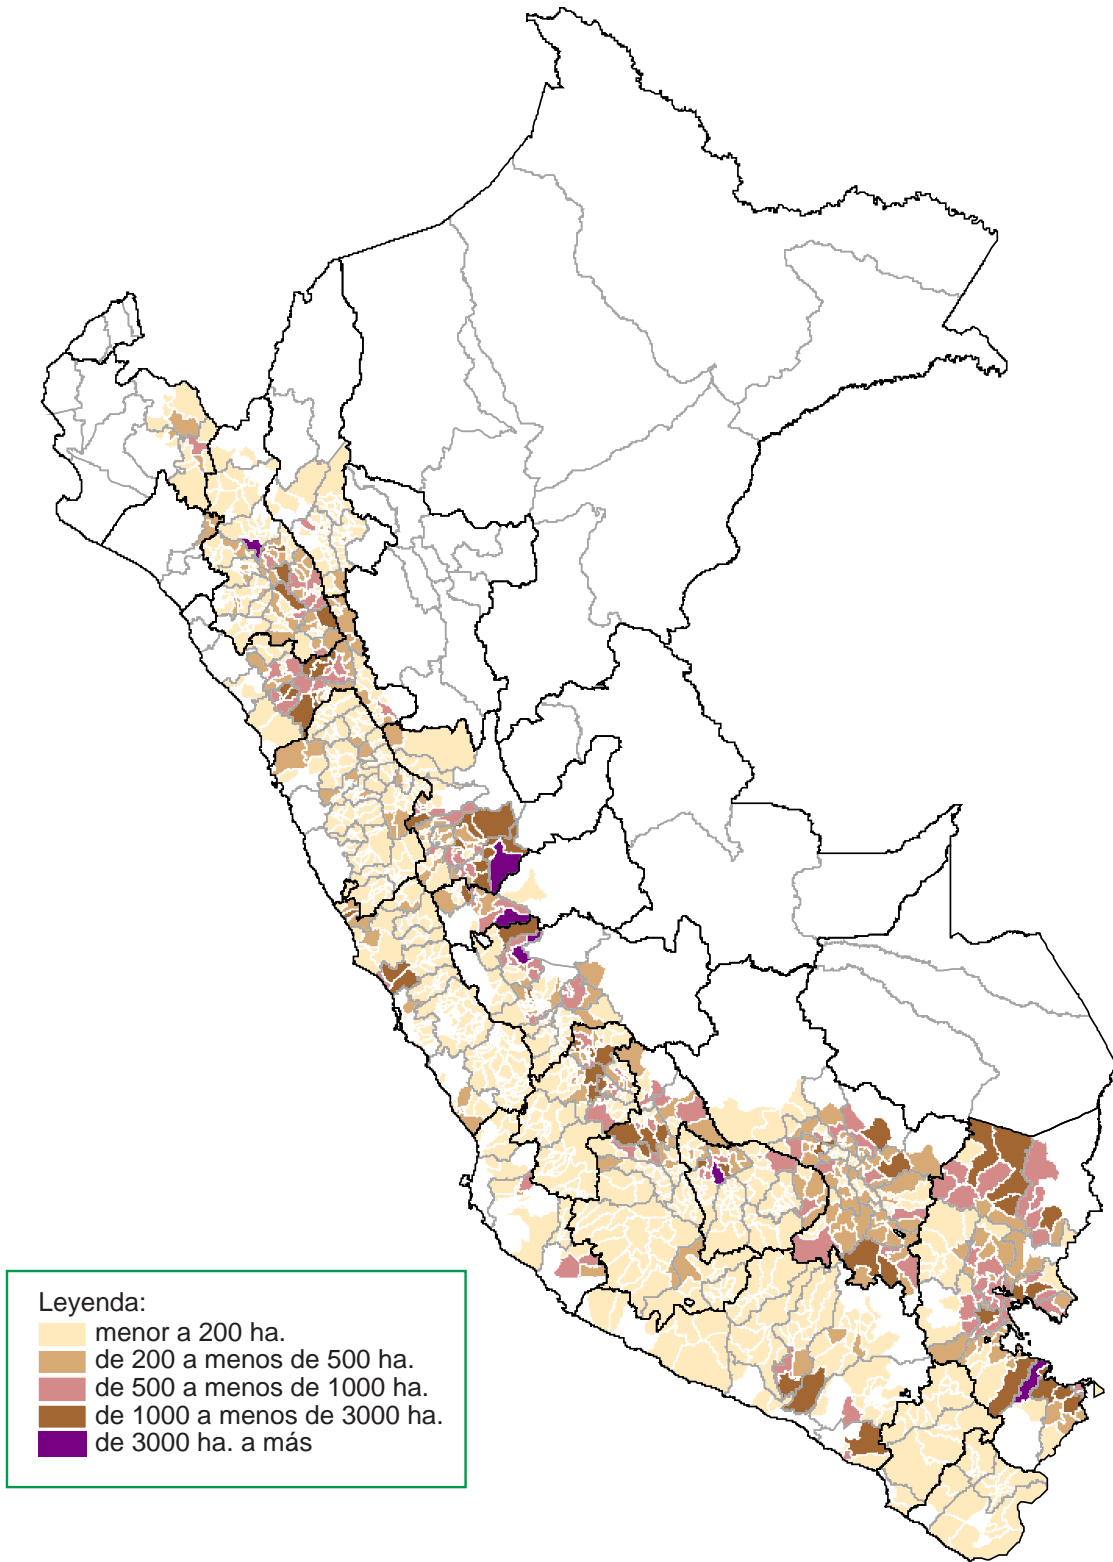 Leyenda:
menor a 200 ha.
de 200 a menos de 500 ha.
de 500 a menos de 1000 ha.
de 1000 a menos de 3000 ha.
de 3000 ha. a más